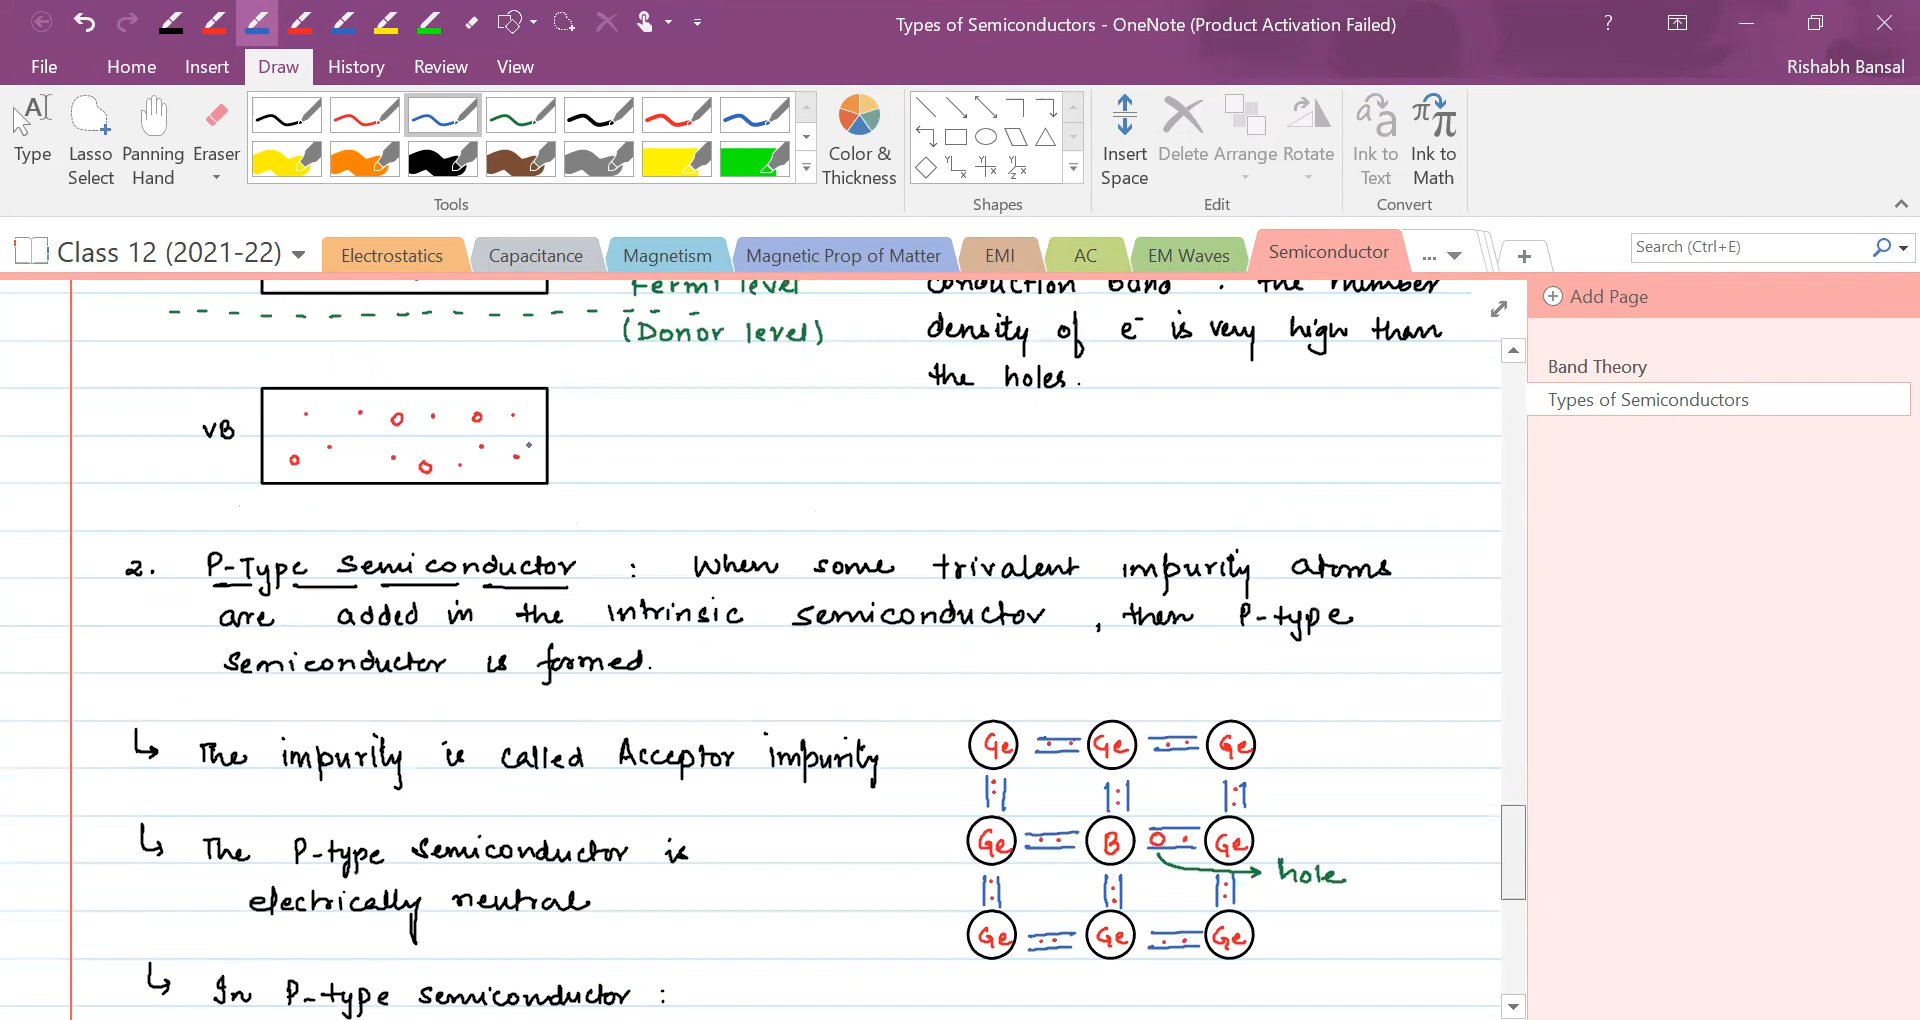 Types of Semiconductors - OneNote (Product Activation Failed)
?
File Home Insert Draw History Review View
Rishabh Bansal
Type
Lasso Select
Panning Hand
Eraser
Color & Thickness
Insert Space
Delete
Arrange
Rotate
Ink to Text
Ink to Math
Tools
Shapes
Edit
Convert
Class 12 (2021-22)
Electrostatics
Capacitance
Magnetism
Magnetic Prop of Matter
EMI
AC
EM Waves
Semiconductor
...
Search (Ctrl+E)
Add Page
Band Theory
Types of Semiconductors
Fermi level
(Donor level)
conduction band . The number
density of e⁻ is very high than
the holes.
VB
2. P-Type Semiconductor : When some trivalent impurity atoms
are added in the intrinsic semiconductor , then P-type
semiconductor is formed.
↳ The impurity is called Acceptor impurity
↳ The P-type semiconductor is
electrically neutral
↳ In P-type semiconductor :
Ge Ge Ge
Ge B Ge
hole
Ge Ge Ge